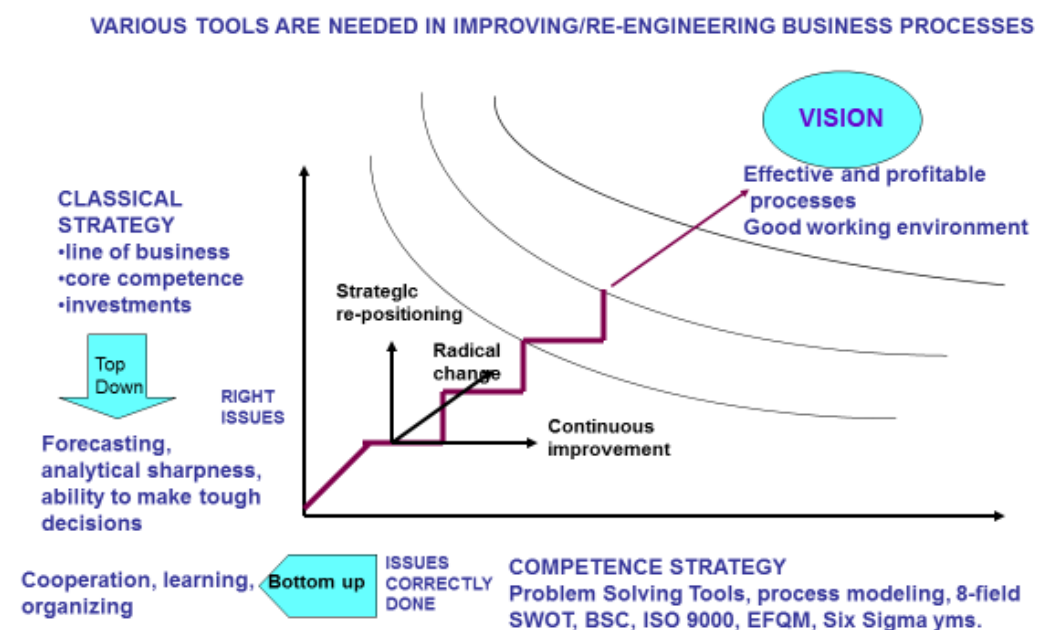 VARIOUS TOOLS ARE NEEDED IN IMPROVING/RE-ENGINEERING BUSINESS PROCESSES
VISION
Effective and profitable
processes
Good working environment
CLASSICAL
STRATEGY
•line of business
•core competence
•investments
Top
Down
Forecasting,
analytical sharpness,
ability to make tough
decisions
RIGHT
ISSUES
Strategic
re-positioning
Radical
change
Continuous
improvement
Cooperation, learning,
organizing
Bottom up
ISSUES
CORRECTLY
DONE
COMPETENCE STRATEGY
Problem Solving Tools, process modeling, 8-field
SWOT, BSC, ISO 9000, EFQM, Six Sigma yms.